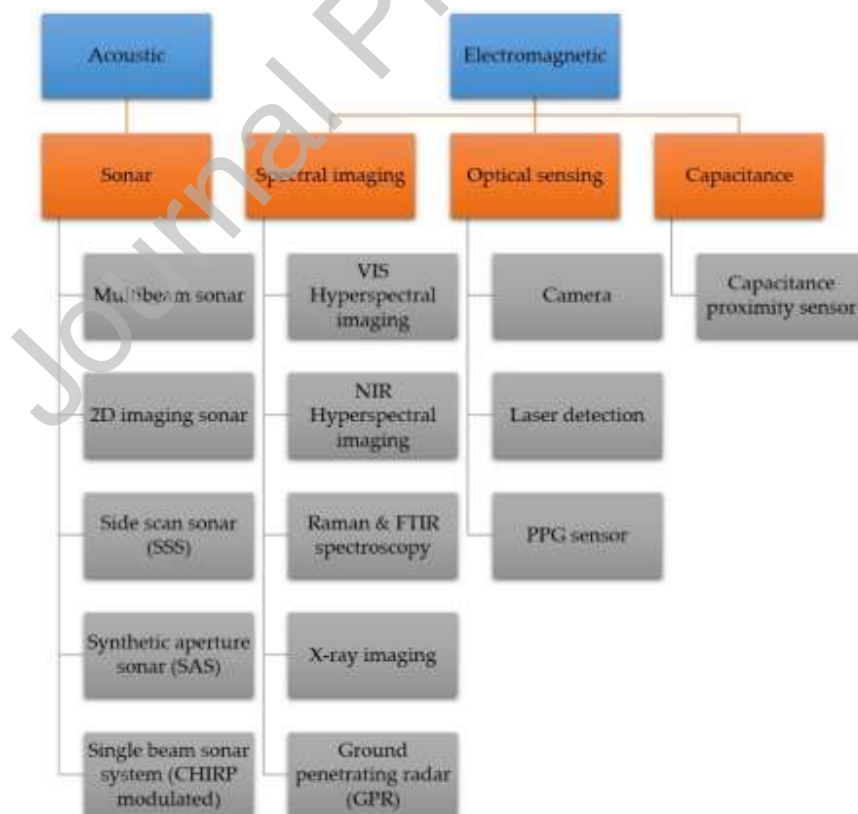 Acoustic
Electromagnetic
Sonar
Spectral imaging
Optical sensing
Capacitance
Multibeam sonar
VIS
Hyperspectral
imaging
Camera
Capacitance
proximity sensor
2D imaging sonar
NIR
Hyperspectral
imaging
Laser detection
Side scan sonar
(SSS)
Raman & FTIR
spectroscopy
PPG sensor
Synthetic aperture
sonar (SAS)
X-ray imaging
Single beam sonar
system (CHIRP
modulated)
Ground
penetrating radar
(GPR)
Journal P